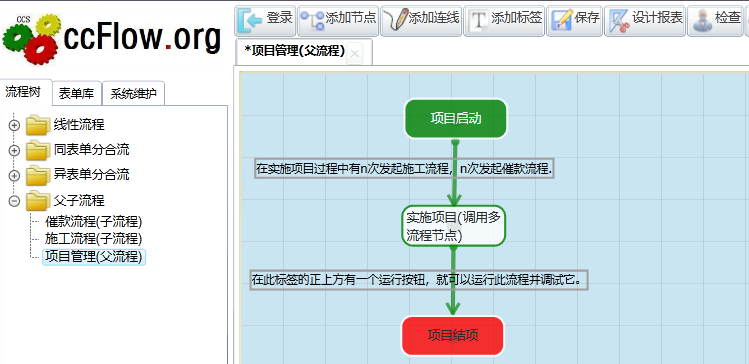 CCS
ccFlow.org
登录
添加节点
添加连线
添加标签
保存
设计报表
检查
*项目管理(父流程)
流程树
表单库
系统维护
线性流程
同表单分合流
异表单分合流
父子流程
催款流程(子流程)
施工流程(子流程)
项目管理(父流程)
项目启动
在实施项目过程中有n次发起施工流程，n次发起催款流程.
实施项目(调用多
流程节点)
在此标签的正上方有一个运行按钮，就可以运行此流程并调试它。
项目结项